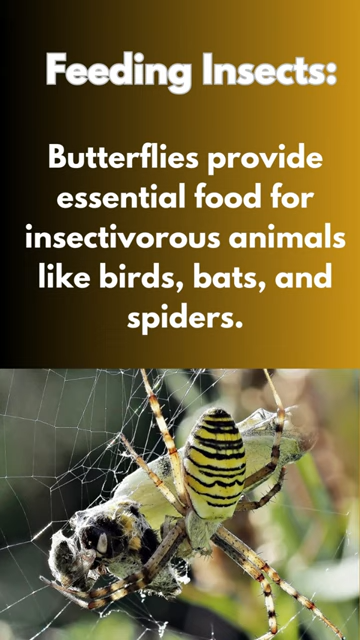 Feeding Insects:
Butterflies provide
essential food for
insectivorous animals
like birds, bats, and
spiders.